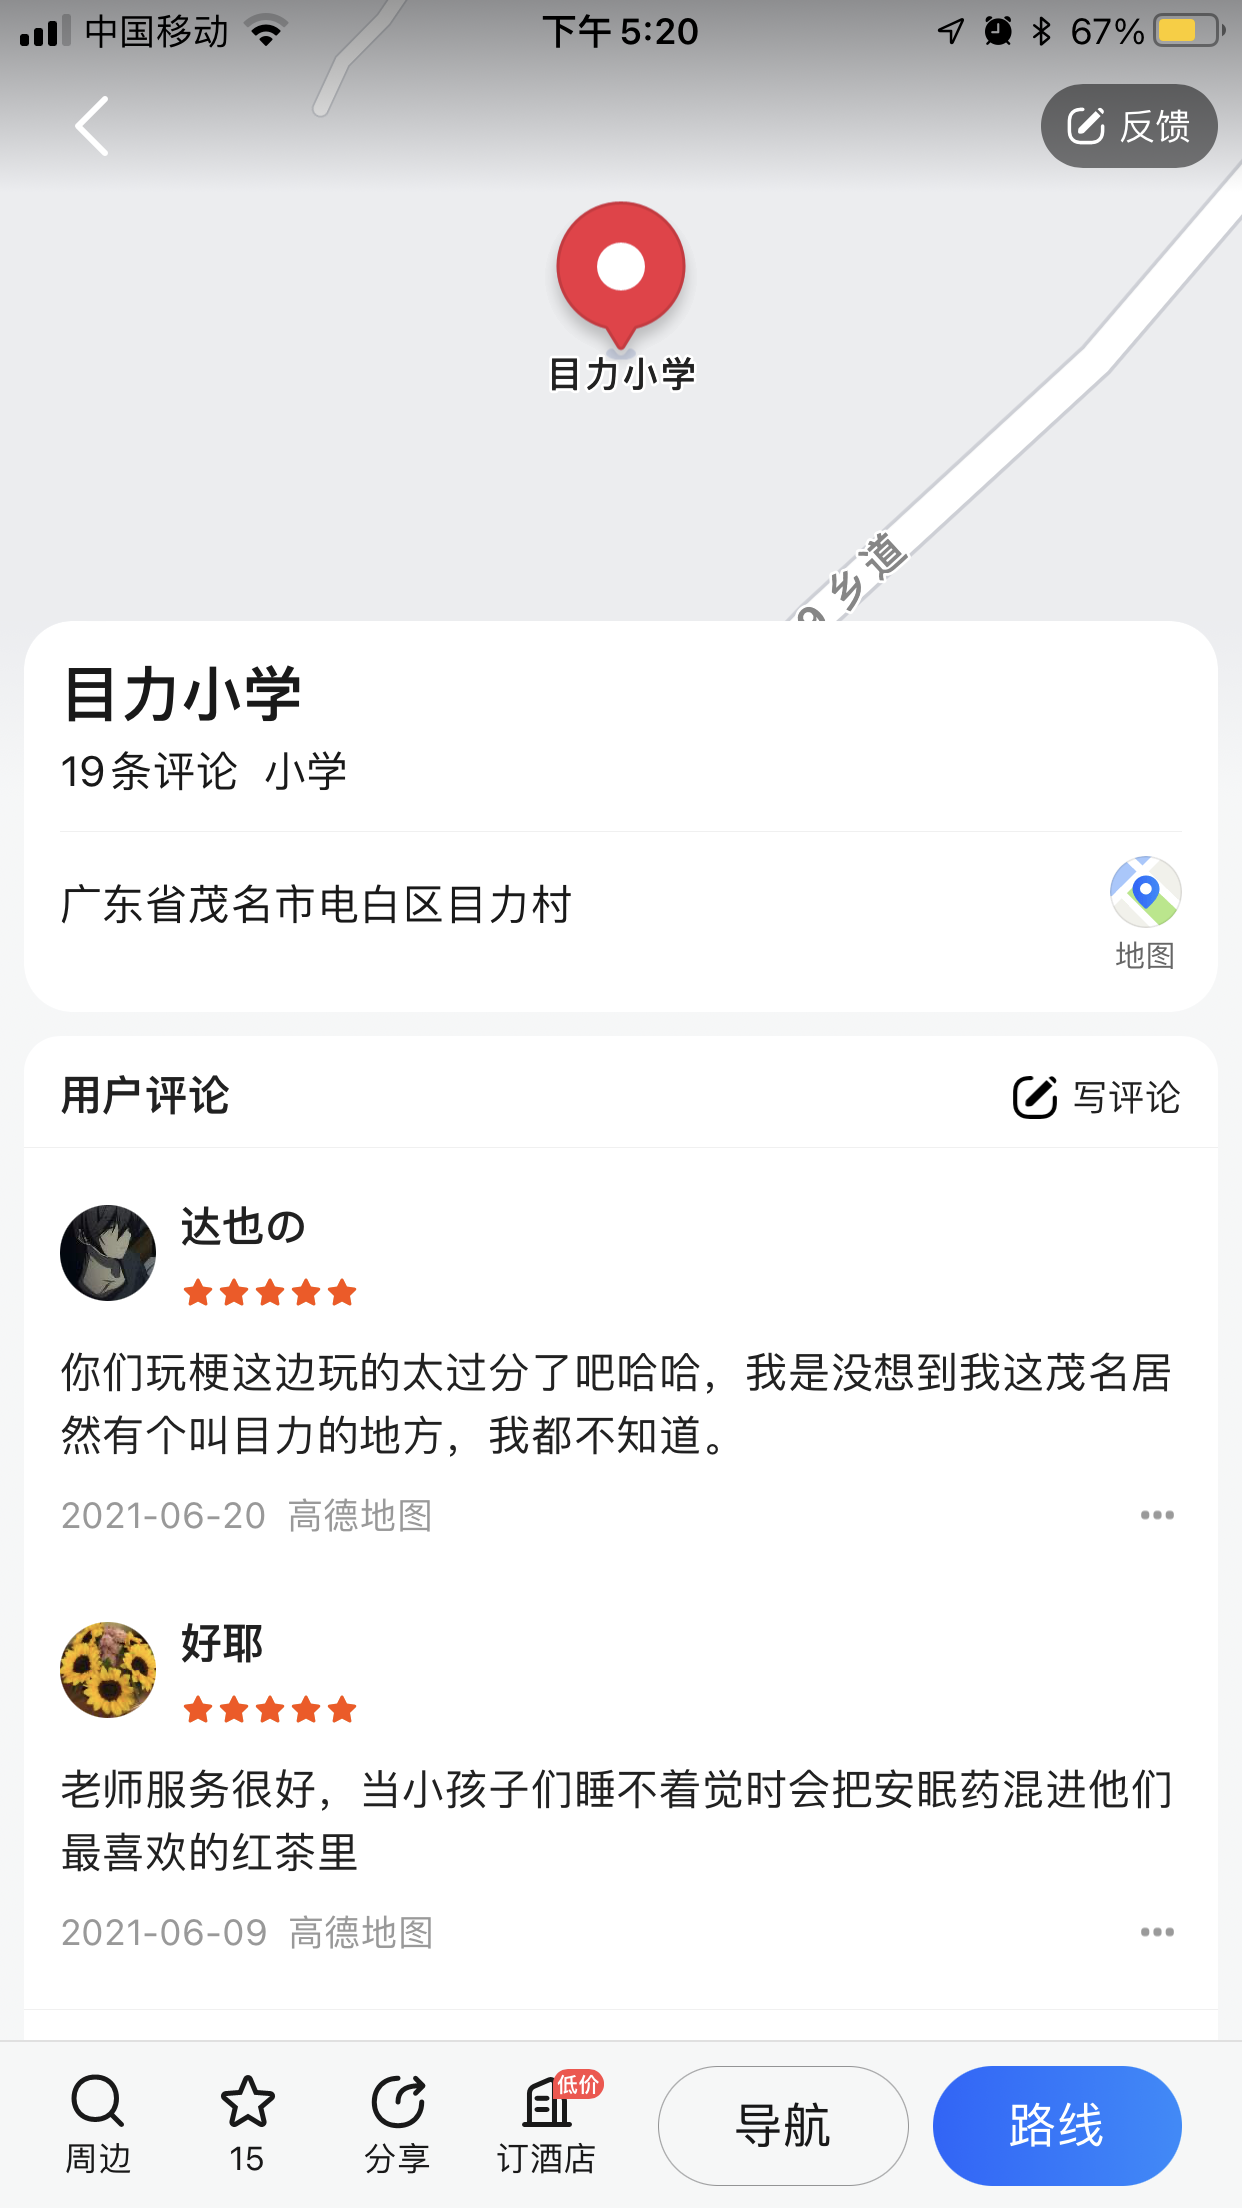 中国移动
下午 5:20
67%
反馈
目力小学
9 乡道
目力小学
19条评论 小学
广东省茂名市电白区目力村
地图
用户评论
写评论
达也の
你们玩梗这边玩的太过分了吧哈哈，我是没想到我这茂名居
然有个叫目力的地方，我都不知道。
2021-06-20 高德地图
好耶
老师服务很好，当小孩子们睡不着觉时会把安眠药混进他们
最喜欢的红茶里
2021-06-09 高德地图
周边
15
分享
低价
订酒店
导航
路线